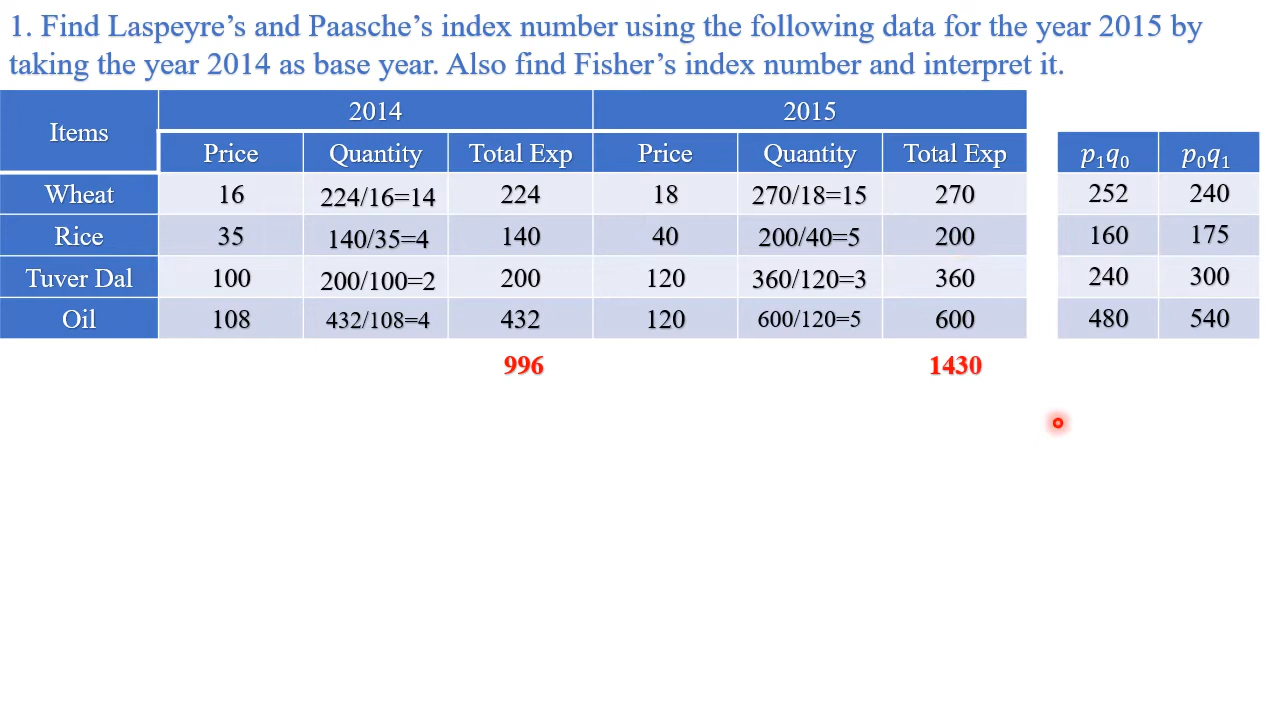 1. Find Laspeyre’s and Paasche’s index number using the following data for the year 2015 by
taking the year 2014 as base year. Also find Fisher’s index number and interpret it.
Items 2014 2015
Price Quantity Total Exp Price Quantity Total Exp p₁q₀ p₀q₁
Wheat 16 224/16=14 224 18 270/18=15 270 252 240
Rice 35 140/35=4 140 40 200/40=5 200 160 175
Tuver Dal 100 200/100=2 200 120 360/120=3 360 240 300
Oil 108 432/108=4 432 120 600/120=5 600 480 540
996 1430